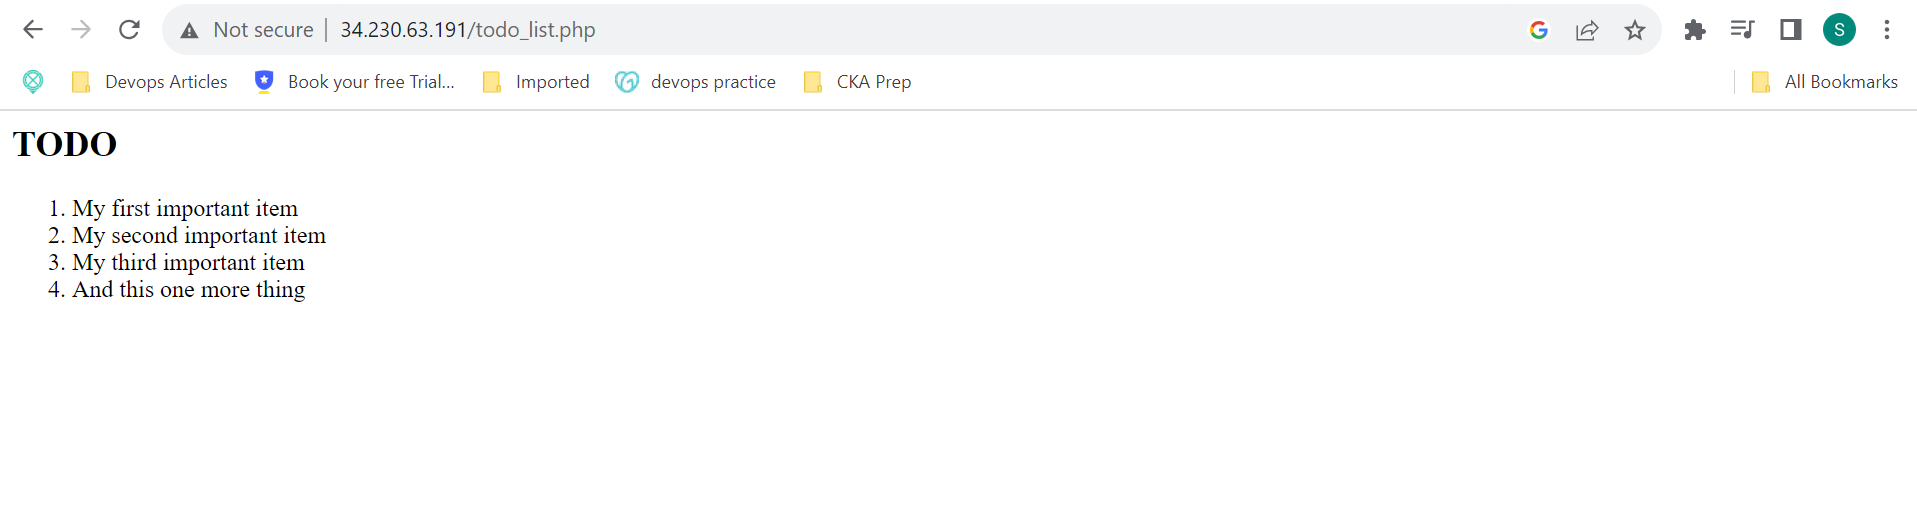 Not secure | 34.230.63.191/todo_list.php
S
Devops Articles Book your free Trial... Imported devops practice CKA Prep All Bookmarks
TODO
1. My first important item
2. My second important item
3. My third important item
4. And this one more thing